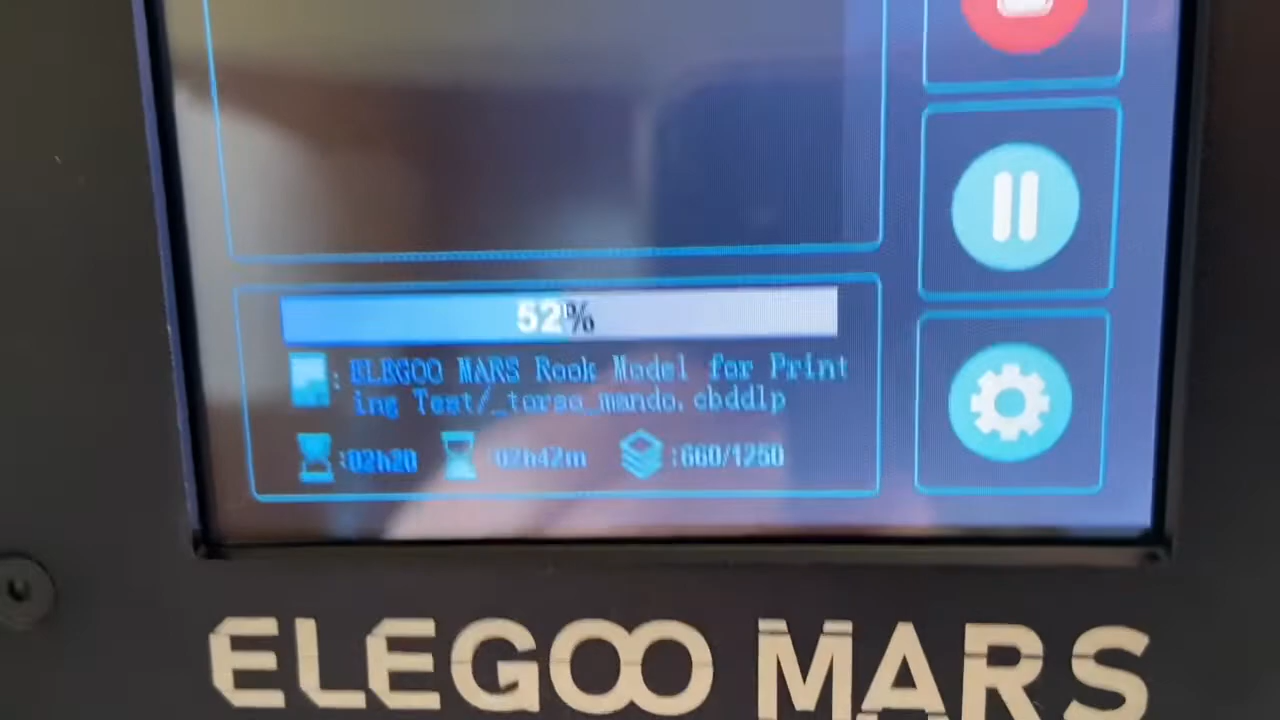 52%
: ELEGOO MARS Rook Model for Print
ing Test/_torso_mando.cbddlp
:02h20 02h42m :660/1250
ELEGOO MARS